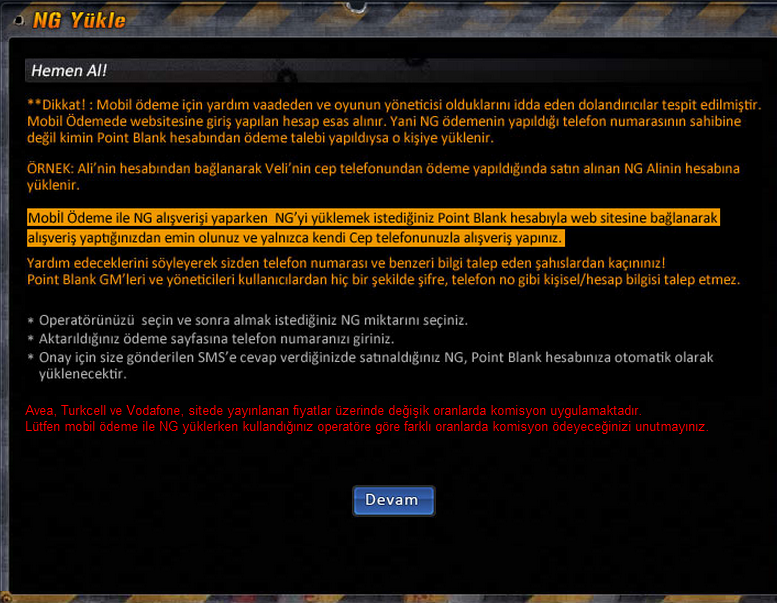 NG Yükle
Hemen Al!
**Dikkat! : Mobil ödeme için yardım vaadeden ve oyunun yöneticisi olduklarını idda eden dolandırıcılar tespit edilmiştir.
Mobil Ödemede websitesine giriş yapılan hesap esas alınır. Yani NG ödemenin yapıldığı telefon numarasının sahibine
değil kimin Point Blank hesabından ödeme talebi yapıldıysa o kişiye yüklenir.
ÖRNEK: Ali’nin hesabından bağlanarak Veli’nin cep telefonundan ödeme yapıldığında satın alınan NG Alinin hesabına
yüklenir.
Mobİl Ödeme ile NG alışverişi yaparken NG’yi yüklemek istediğiniz Point Blank hesabıyla web sitesine bağlanarak
alışveriş yaptığınızdan emin olunuz ve yalnızca kendi Cep telefonunuzla alışveriş yapınız.
Yardım edeceklerini söyleyerek sizden telefon numarası ve benzeri bilgi talep eden şahıslardan kaçınınız!
Point Blank GM’leri ve yöneticileri kullanıcılardan hiç bir şekilde şifre, telefon no gibi kişisel/hesap bilgisi talep etmez.
* Operatörünüzü seçin ve sonra almak istediğiniz NG miktarını seçiniz.
* Aktarıldığınız ödeme sayfasına telefon numaranızı giriniz.
* Onay için size gönderilen SMS’e cevap verdiğinizde satınaldığınız NG, Point Blank hesabınıza otomatik olarak
yüklenecektir.
Avea, Turkcell ve Vodafone, sitede yayınlanan fiyatlar üzerinde değişik oranlarda komisyon uygulamaktadır.
Lütfen mobil ödeme ile NG yüklerken kullandığınız operatöre göre farklı oranlarda komisyon ödeyeceğinizi unutmayınız.
Devam